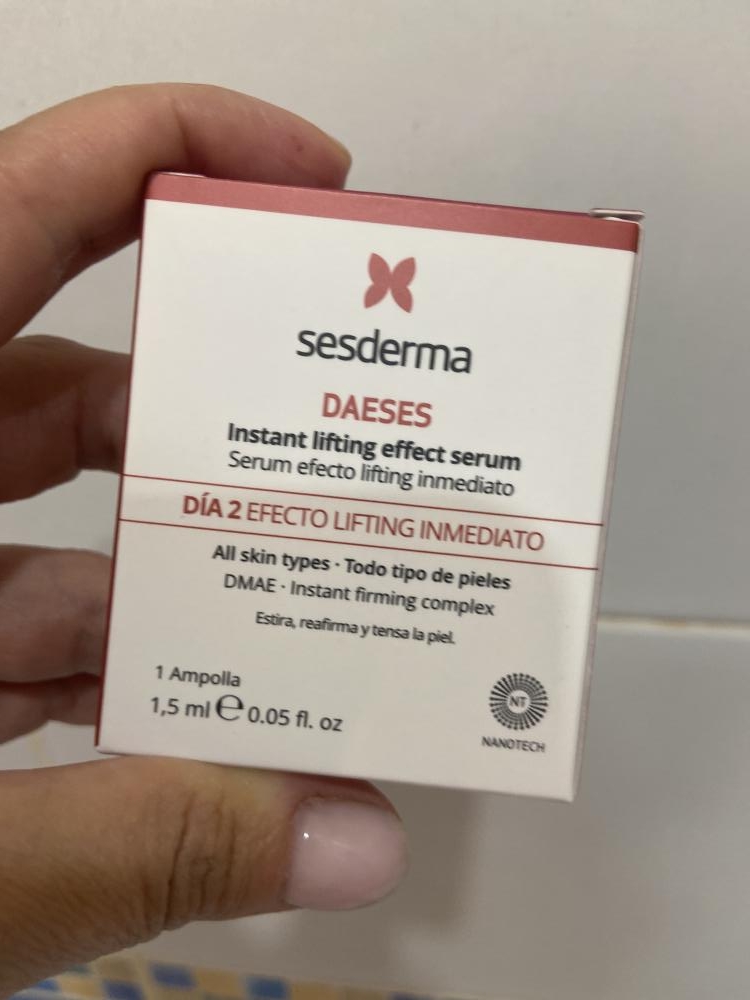 sesderma
DAESES
Instant lifting effect serum
Serum efecto lifting inmediato
DÍA 2 EFECTO LIFTING INMEDIATO
All skin types · Todo tipo de pieles
DMAE · Instant firming complex
Estira, reafirma y tensa la piel.
1 Ampolla
1,5 ml ℮ 0.05 fl. oz
NT
NANOTECH